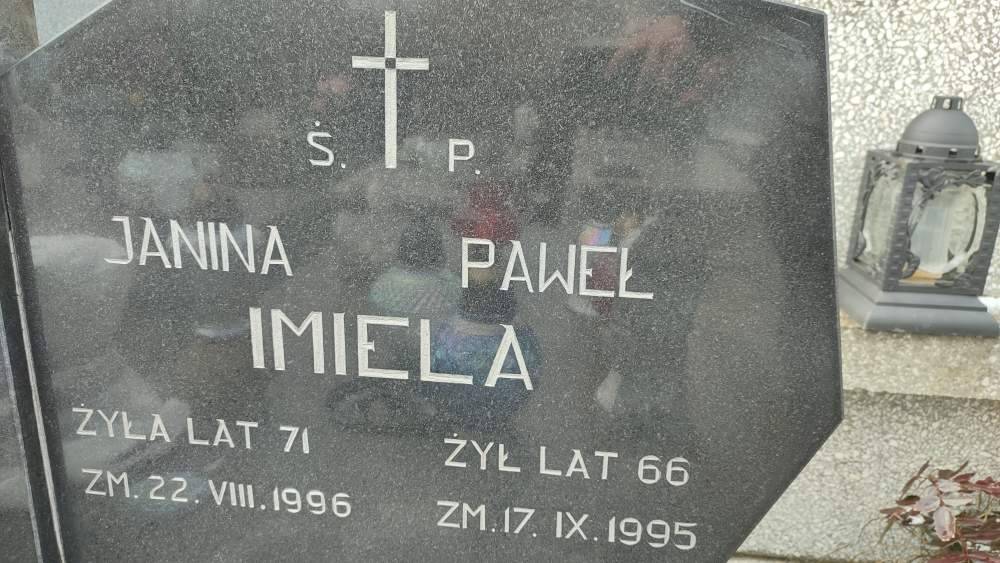 Ś. P.
JANINA PAWEŁ
IMIELA
ŻYŁA LAT 71 ŻYŁ LAT 66
ZM. 22. VIII. 1996 ZM. 17. IX. 1995